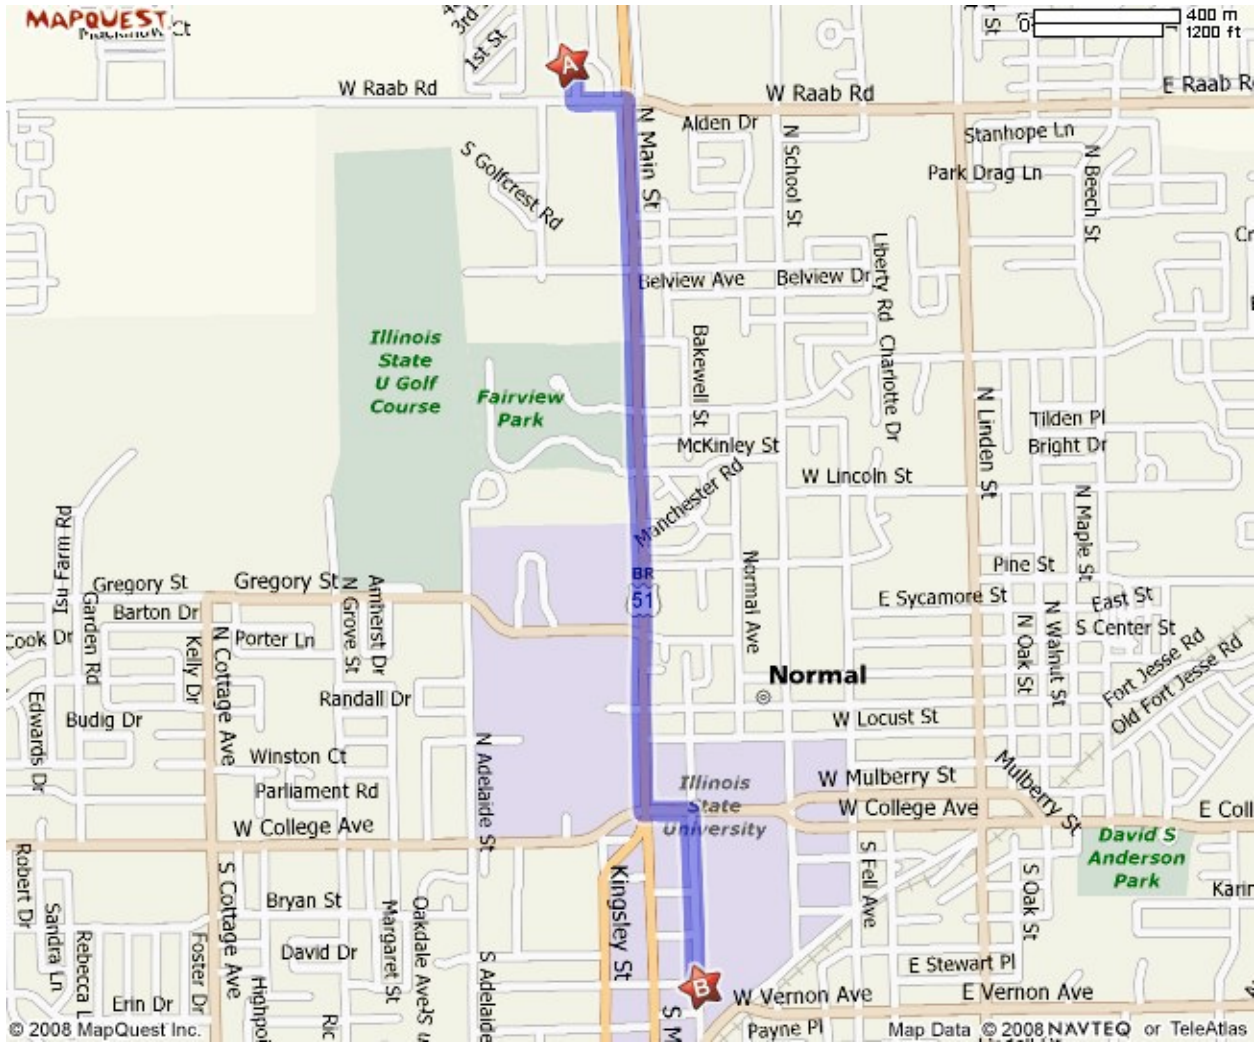 MAPQUEST
Ct
3rd St
1st St
St
0
400 m
1200 ft
W Raab Rd
A
W Raab Rd
E Raab
N Main St
Alden Dr
Stanhope Ln
S Golfcrest Rd
N School St
Park Drag Ln
N Beech St
Belview Ave
Belview Dr
Liberty Rd
Illinois
State
U Golf
Course
Fairview
Park
Bakewell St
Charlotte Dr
N Linden St
Tilden Pl
McKinley St
Bright Dr
W Lincoln St
Manchester Rd
N Maple St
ISU Farm Rd
Normal Ave
Pine St
BR
51
Gregory St
Gregory St
N Grove St
Amherst Dr
E Sycamore St
East St
Garden Rd
Barton Dr
Cook Dr
Kelly Dr
N Cottage Ave
Porter Ln
N Oak St
N Walnut St
S Center St
Fort Jesse Rd
Old Fort Jesse Rd
Normal
Edwards Dr
Randall Dr
Budig Dr
W Locust St
Winston Ct
N Adelaide St
Parliament Rd
Illinois
State
University
W Mulberry St
Mulberry St
W College Ave
W College Ave
E Coll
Robert Dr
S Cottage Ave
Kingsley St
S Fell Ave
S Oak St
David S
Anderson
Park
Sandra Ln
Rebecca L
Bryan St
Margaret St
Oakdale Ave
Foster Dr
David Dr
S Adelaide
E Stewart Pl
B
Erin Dr
Ric
S M
W Vernon Ave
E Vernon Ave
Payne Pl
© 2008 MapQuest Inc.
Map Data © 2008 NAVTEQ or TeleAtlas